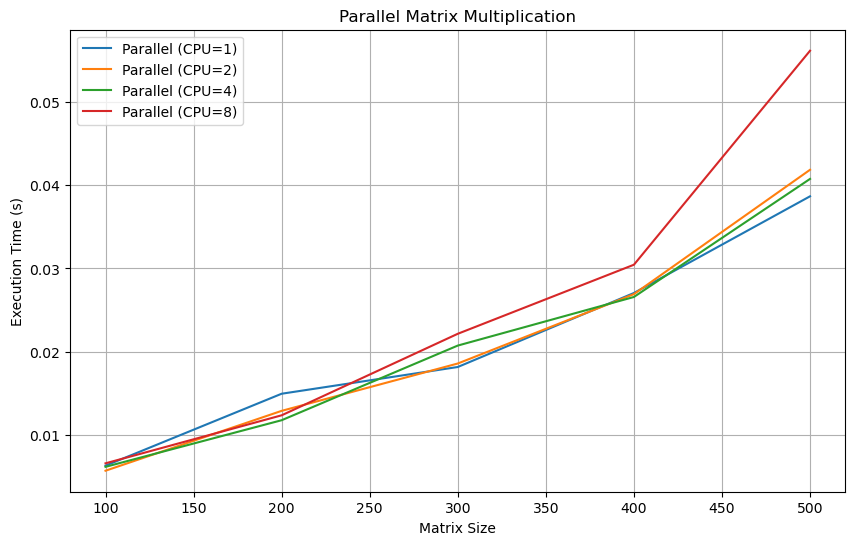 Parallel Matrix Multiplication
Parallel (CPU=1)
Parallel (CPU=2)
Parallel (CPU=4)
Parallel (CPU=8)
Execution Time (s)
0.05
0.04
0.03
0.02
0.01
100 150 200 250 300 350 400 450 500
Matrix Size